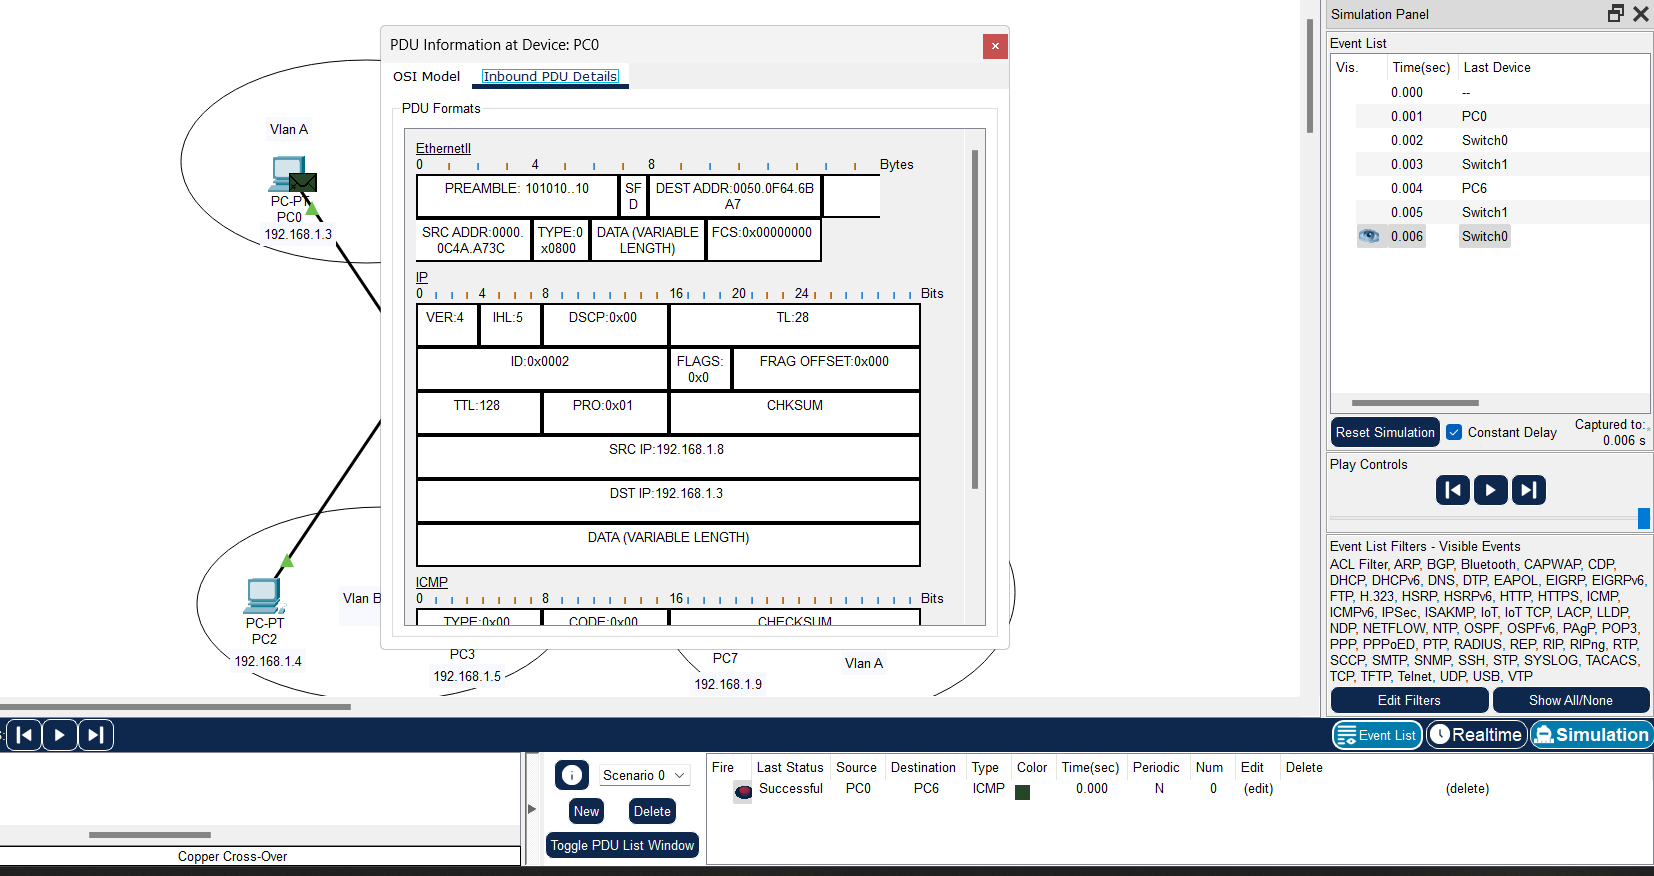 PDU Information at Device: PC0
OSI Model Inbound PDU Details
PDU Formats
EthernetII
0 4 8 Bytes
PREAMBLE: 101010..10
SF
D
DEST ADDR:0050.0F64.6B
A7
SRC ADDR:0000.
0C4A.A73C
TYPE:0
x0800
DATA (VARIABLE
LENGTH)
FCS:0x00000000
IP
0 4 8 16 20 24 Bits
VER:4 IHL:5 DSCP:0x00 TL:28
ID:0x0002
FLAGS:
0x0
FRAG OFFSET:0x000
TTL:128 PRO:0x01 CHKSUM
SRC IP:192.168.1.8
DST IP:192.168.1.3
DATA (VARIABLE LENGTH)
ICMP
0 8 16 Bits
TYPE:0x00 CODE:0x00 CHECKSUM
Vlan A
PC-PT
PC0
192.168.1.3
PC-PT
PC2
192.168.1.4
Vlan B
PC3
192.168.1.5
PC7
192.168.1.9
Vlan A
Simulation Panel
Event List
Vis. Time(sec) Last Device
0.000 --
0.001 PC0
0.002 Switch0
0.003 Switch1
0.004 PC6
0.005 Switch1
0.006 Switch0
Reset Simulation
Constant Delay
Captured to:
0.006 s
Play Controls
Event List Filters - Visible Events
ACL Filter, ARP, BGP, Bluetooth, CAPWAP, CDP,
DHCP, DHCPv6, DNS, DTP, EAPOL, EIGRP, EIGRPv6,
FTP, H.323, HSRP, HSRPv6, HTTP, HTTPS, ICMP,
ICMPv6, IPSec, ISAKMP, IoT, IoT TCP, LACP, LLDP,
NDP, NETFLOW, NTP, OSPF, OSPFv6, PAgP, POP3,
PPP, PPPoED, PTP, RADIUS, REP, RIP, RIPng, RTP,
SCCP, SMTP, SNMP, SSH, STP, SYSLOG, TACACS,
TCP, TFTP, Telnet, UDP, USB, VTP
Edit Filters Show All/None
Event List Realtime Simulation
Scenario 0
New Delete
Toggle PDU List Window
Fire Last Status Source Destination Type Color Time(sec) Periodic Num Edit Delete
Successful PC0 PC6 ICMP 0.000 N 0 (edit) (delete)
Copper Cross-Over